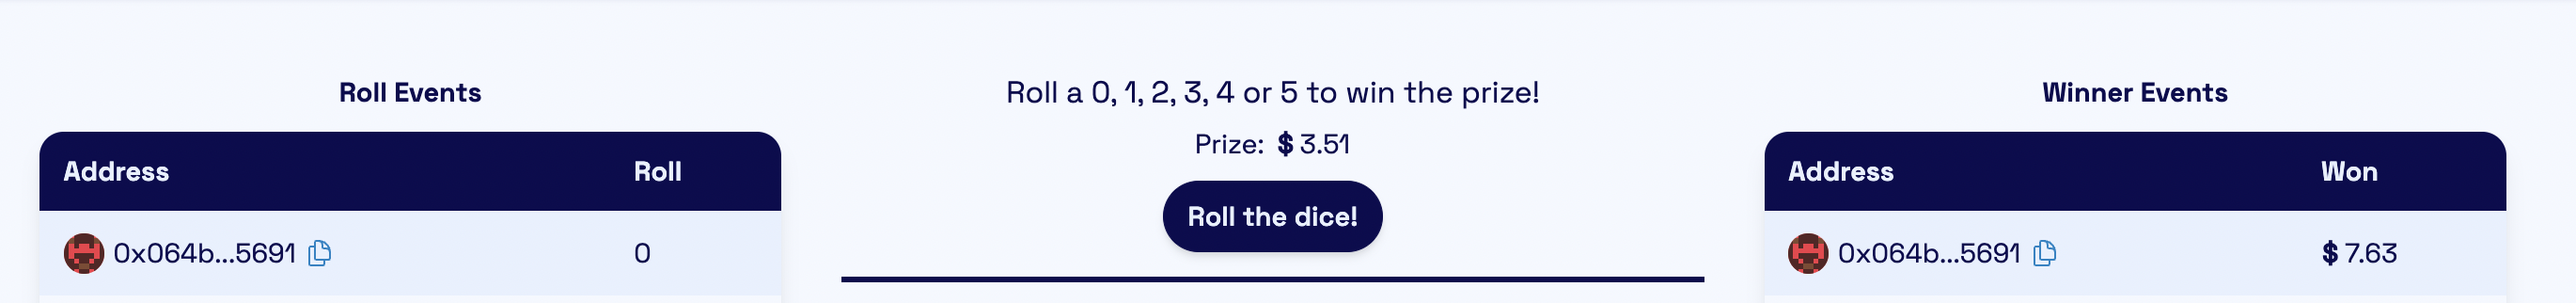 Roll Events
Address Roll
0x064b...5691 0
Roll a 0, 1, 2, 3, 4 or 5 to win the prize!
Prize: $ 3.51
Roll the dice!
Winner Events
Address Won
0x064b...5691 $ 7.63